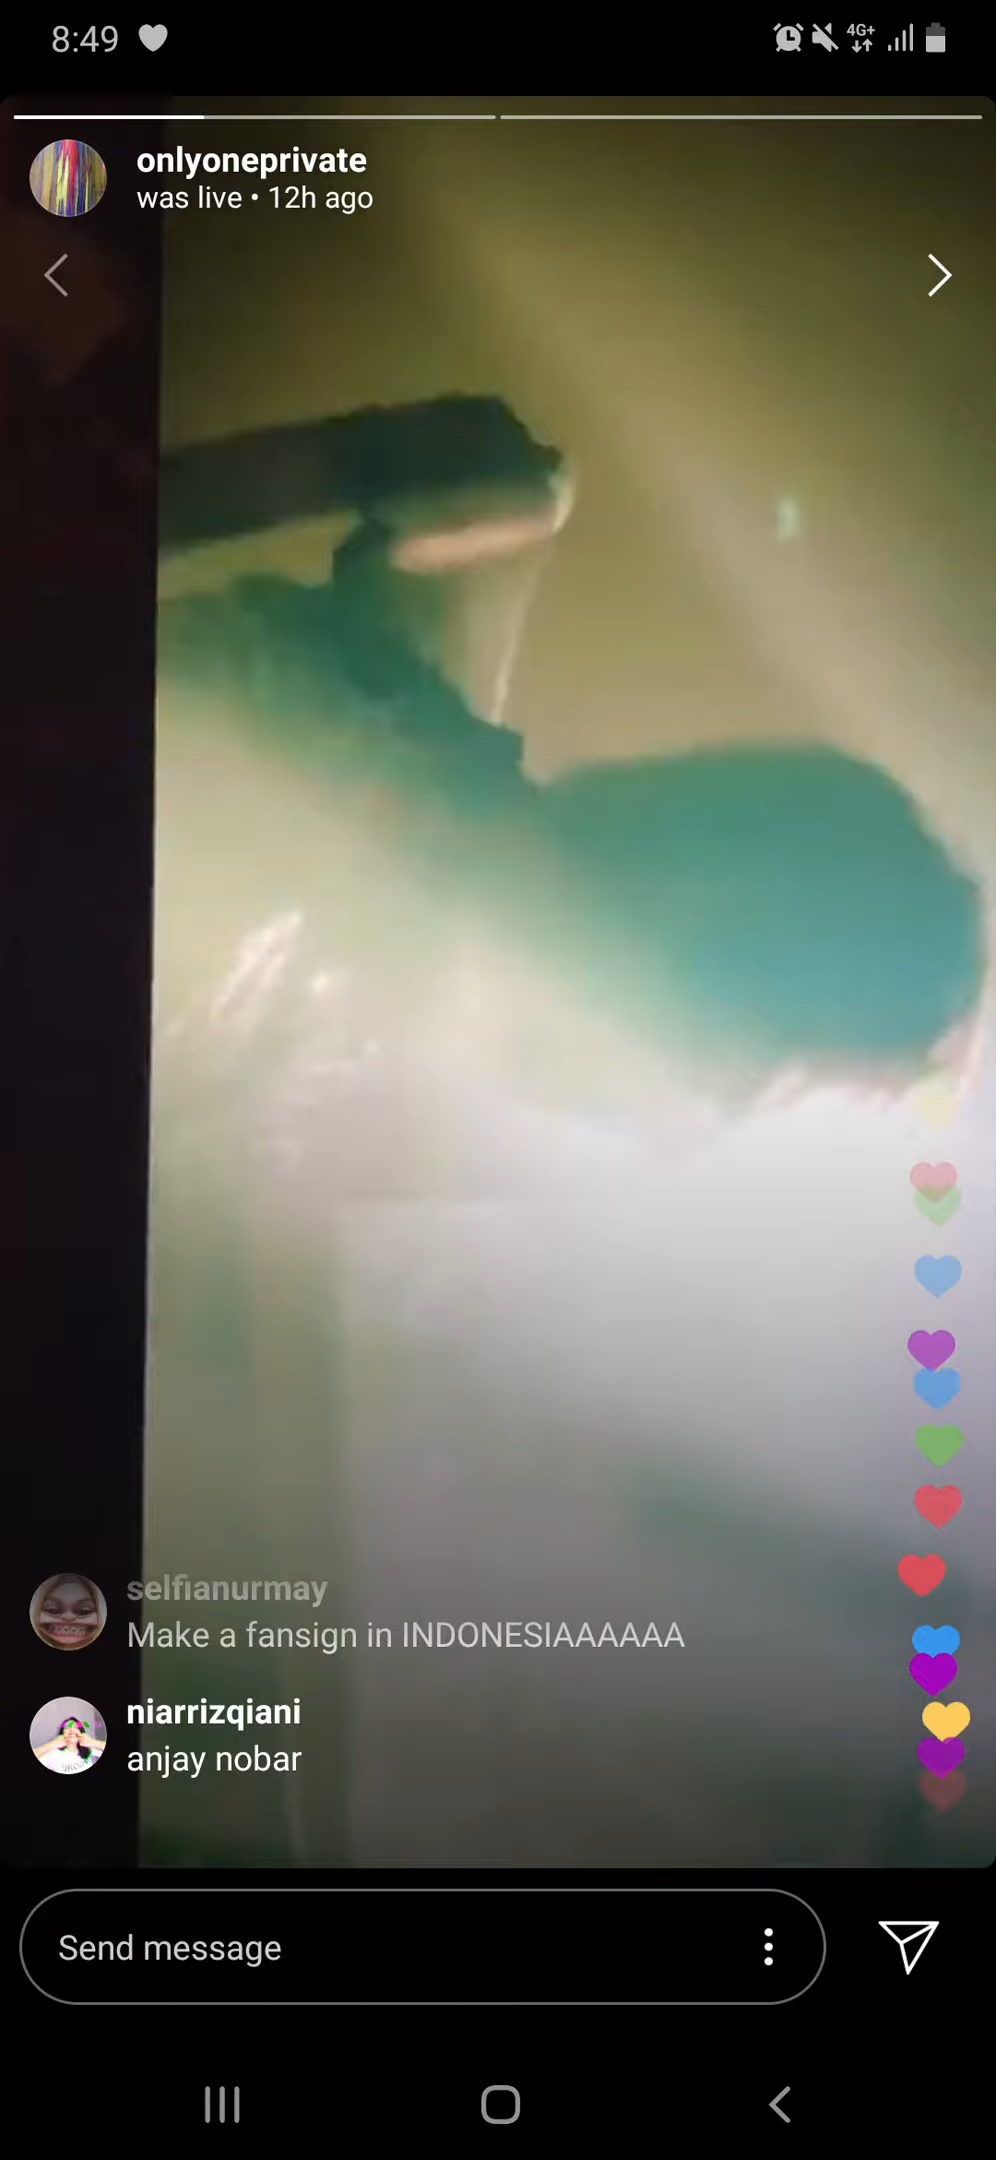 8:49
4G+
onlyoneprivate
was live • 12h ago
selfianurmay
Make a fansign in INDONESIAAAAAA
niarrizqiani
anjay nobar
Send message